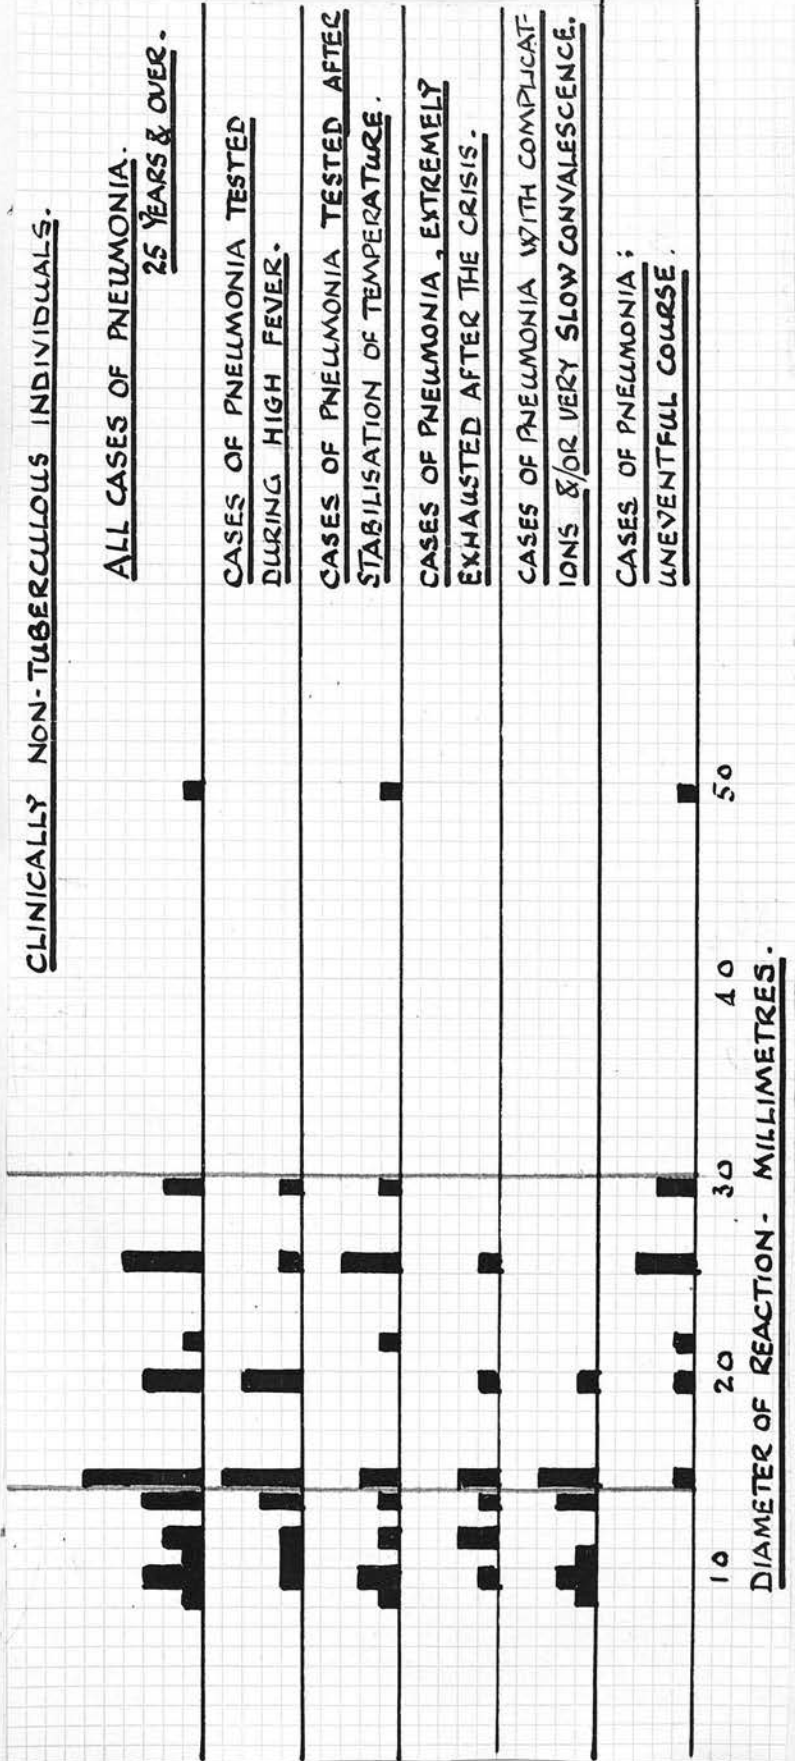 CLINICALLY NON-TUBERCULOUS INDIVIDUALS.
ALL CASES OF PNEUMONIA.
25 YEARS & OVER.
CASES OF PNEUMONIA TESTED
DURING HIGH FEVER.
CASES OF PNEUMONIA TESTED AFTER
STABILISATION OF TEMPERATURE.
CASES OF PNEUMONIA, EXTREMELY
EXHAUSTED AFTER THE CRISIS.
CASES OF PNEUMONIA WITH COMPLICAT-
IONS &/OR VERY SLOW CONVALESCENCE.
CASES OF PNEUMONIA;
UNEVENTFUL COURSE.
10 20 30 40 50
DIAMETER OF REACTION - MILLIMETRES.